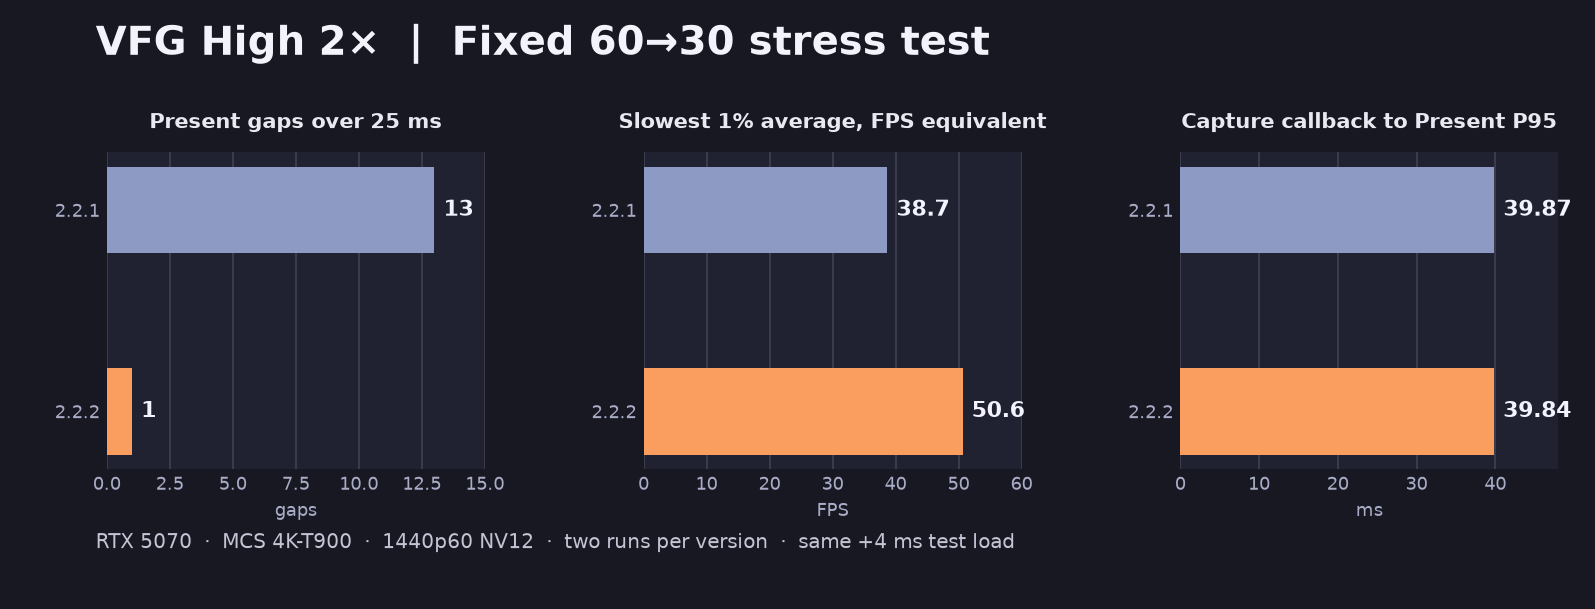 VFG High 2× | Fixed 60→30 stress test
Present gaps over 25 ms
2.2.1
13
2.2.2
1
0.0 2.5 5.0 7.5 10.0 12.5 15.0
gaps
Slowest 1% average, FPS equivalent
2.2.1
38.7
2.2.2
50.6
0 10 20 30 40 50 60
FPS
Capture callback to Present P95
2.2.1
39.87
2.2.2
39.84
0 10 20 30 40
ms
RTX 5070 · MCS 4K-T900 · 1440p60 NV12 · two runs per version · same +4 ms test load